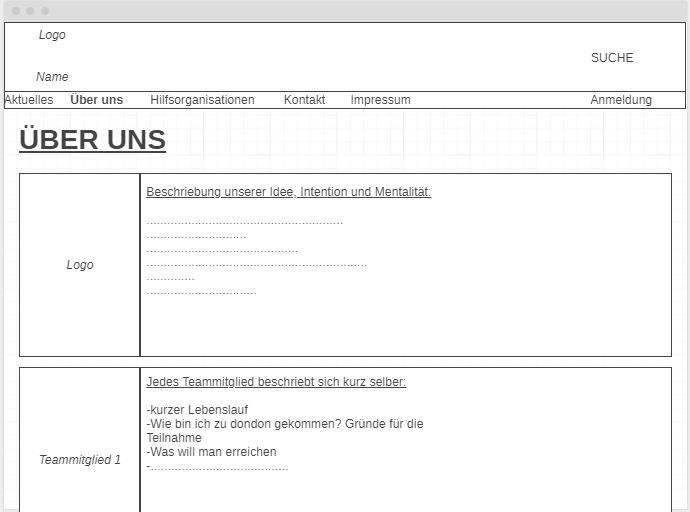 Logo
SUCHE
Name
Aktuelles Über uns Hilfsorganisationen Kontakt Impressum Anmeldung
ÜBER UNS
Beschriebung unserer Idee, Intention und Mentalität:
.........................................................
.............................
............................................
................................................................
..............
................................
Logo
Jedes Teammitglied beschriebt sich kurz selber:
-kurzer Lebenslauf
-Wie bin ich zu dondon gekommen? Gründe für die
Teilnahme
-Was will man erreichen
-........................................
Teammitglied 1